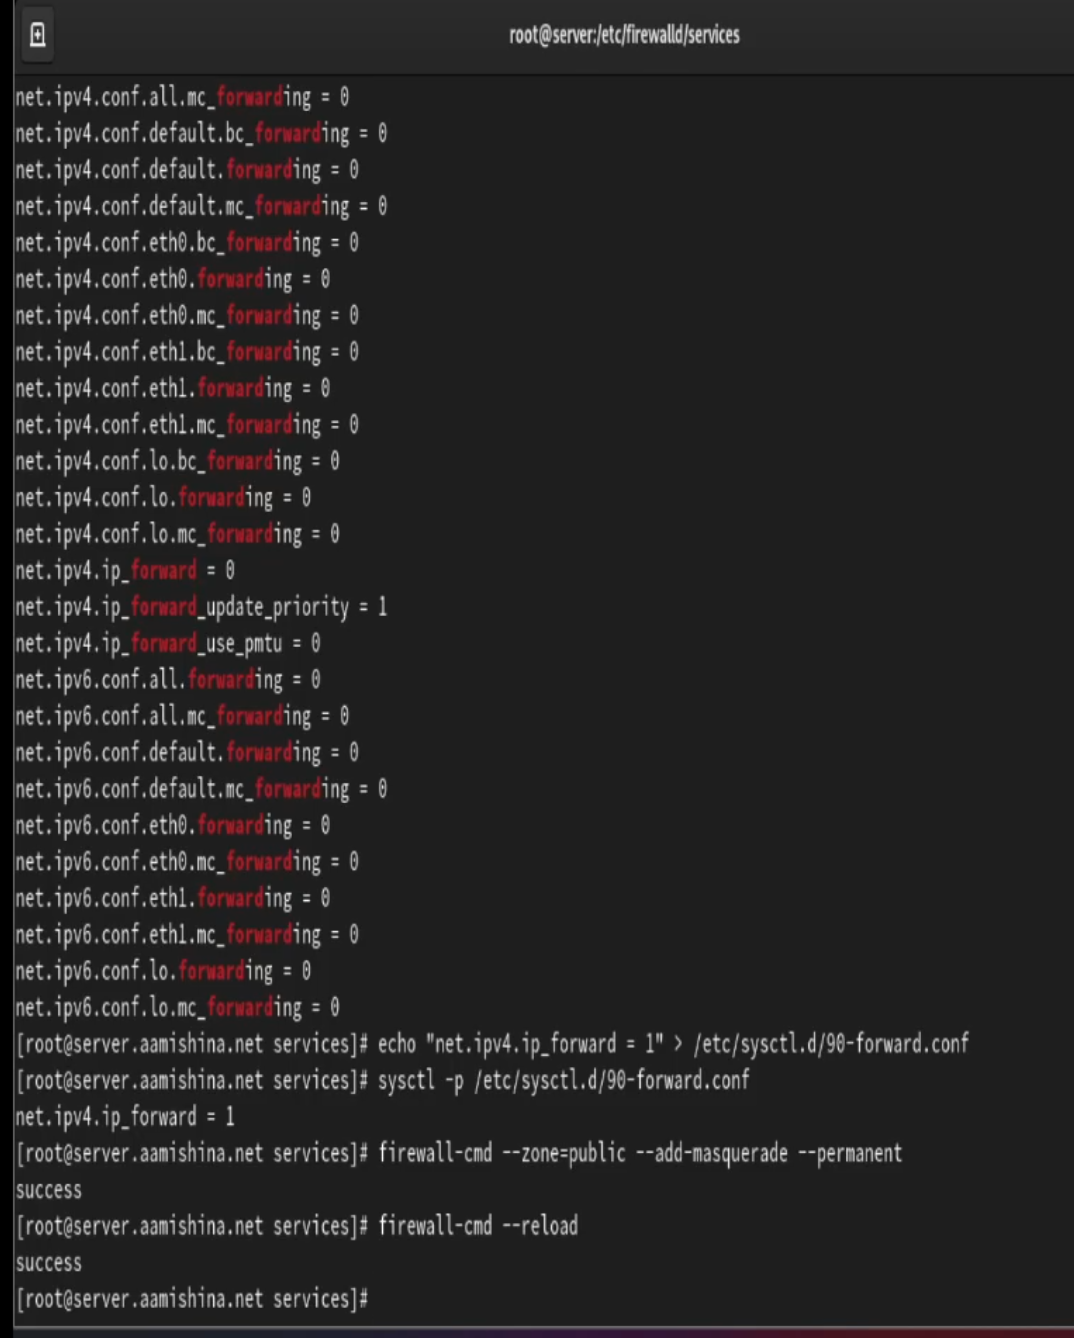 root@server:/etc/firewalld/services
net.ipv4.conf.all.mc_forwarding = 0
net.ipv4.conf.default.bc_forwarding = 0
net.ipv4.conf.default.forwarding = 0
net.ipv4.conf.default.mc_forwarding = 0
net.ipv4.conf.eth0.bc_forwarding = 0
net.ipv4.conf.eth0.forwarding = 0
net.ipv4.conf.eth0.mc_forwarding = 0
net.ipv4.conf.eth1.bc_forwarding = 0
net.ipv4.conf.eth1.forwarding = 0
net.ipv4.conf.eth1.mc_forwarding = 0
net.ipv4.conf.lo.bc_forwarding = 0
net.ipv4.conf.lo.forwarding = 0
net.ipv4.conf.lo.mc_forwarding = 0
net.ipv4.ip_forward = 0
net.ipv4.ip_forward_update_priority = 1
net.ipv4.ip_forward_use_pmtu = 0
net.ipv6.conf.all.forwarding = 0
net.ipv6.conf.all.mc_forwarding = 0
net.ipv6.conf.default.forwarding = 0
net.ipv6.conf.default.mc_forwarding = 0
net.ipv6.conf.eth0.forwarding = 0
net.ipv6.conf.eth0.mc_forwarding = 0
net.ipv6.conf.eth1.forwarding = 0
net.ipv6.conf.eth1.mc_forwarding = 0
net.ipv6.conf.lo.forwarding = 0
net.ipv6.conf.lo.mc_forwarding = 0
[root@server.aamishina.net services]# echo "net.ipv4.ip_forward = 1" > /etc/sysctl.d/90-forward.conf
[root@server.aamishina.net services]# sysctl -p /etc/sysctl.d/90-forward.conf
net.ipv4.ip_forward = 1
[root@server.aamishina.net services]# firewall-cmd --zone=public --add-masquerade --permanent
success
[root@server.aamishina.net services]# firewall-cmd --reload
success
[root@server.aamishina.net services]#